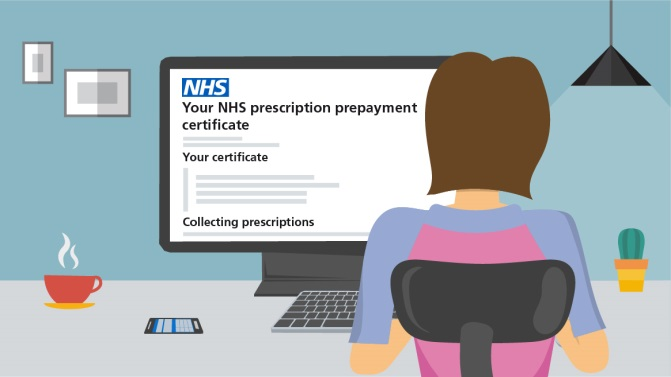 NHS
Your NHS prescription prepayment
certificate
Your certificate
Collecting prescriptions